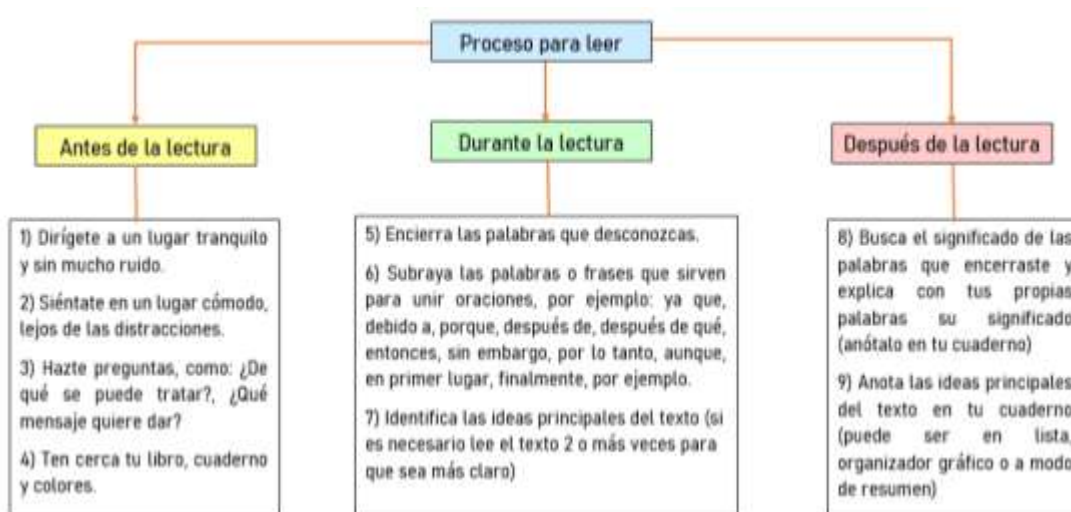 Proceso para leer
Antes de la lectura
Durante la lectura
Después de la lectura
1) Dirígete a un lugar tranquilo
y sin mucho ruido.
2) Siéntate en un lugar cómodo,
lejos de las distracciones.
3) Hazte preguntas, como: ¿De
qué se puede tratar?, ¿Qué
mensaje quiere dar?
4) Ten cerca tu libro, cuaderno
y colores.
5) Encierra las palabras que desconozcas.
6) Subraya las palabras o frases que sirven
para unir oraciones, por ejemplo: ya que,
debido a, porque, después de, después de qué,
entonces, sin embargo, por lo tanto, aunque,
en primer lugar, finalmente, por ejemplo.
7) Identifica las ideas principales del texto (si
es necesario lee el texto 2 o más veces para
que sea más claro)
8) Busca el significado de las
palabras que encerraste y
explica con tus propias
palabras su significado
(anótalo en tu cuaderno)
9) Anota las ideas principales
del texto en tu cuaderno
(puede ser en lista,
organizador gráfico o a modo
de resumen)